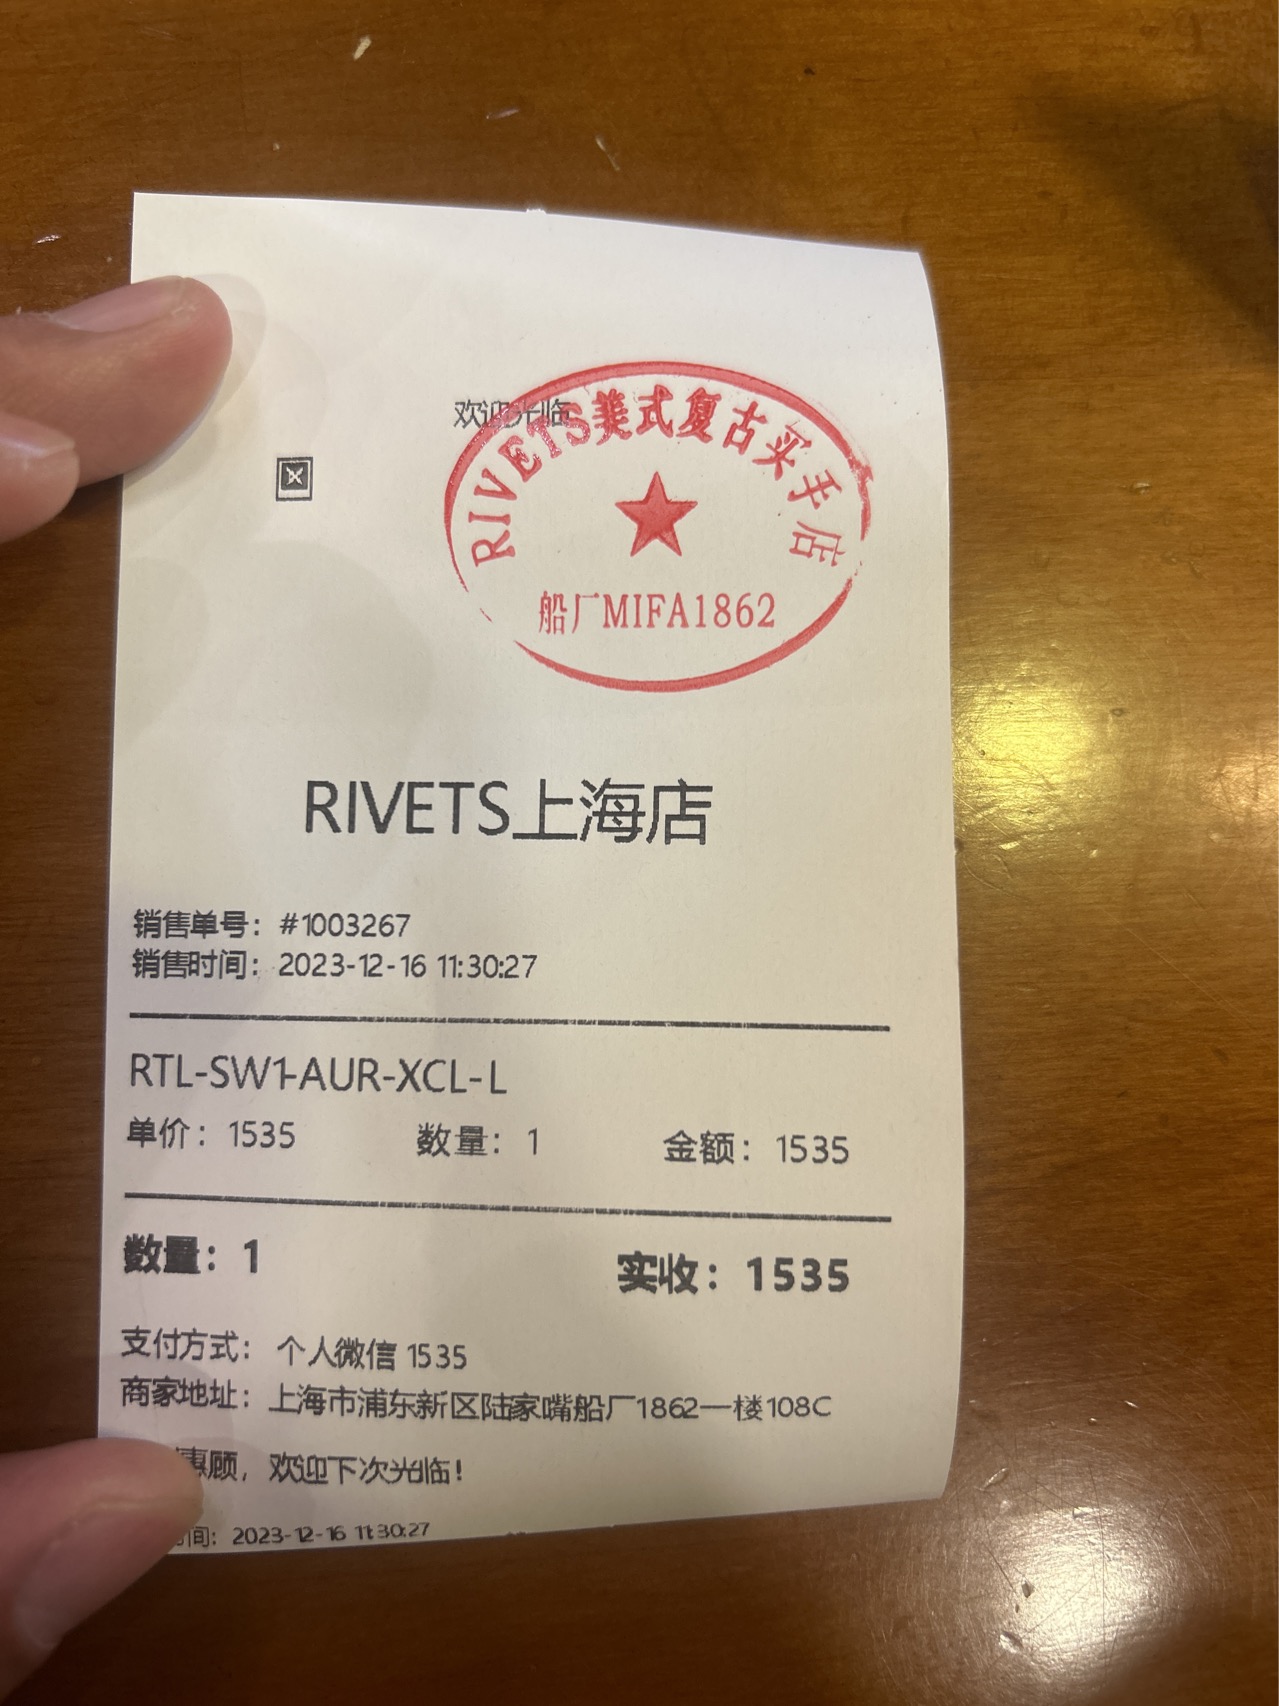 欢迎光临
RIVETS美式复古买手店
船厂MIFA1862
RIVETS上海店
销售单号：#1003267
销售时间：2023-12-16 11:30:27
RTL-SW1-AUR-XCL-L
单价：1535 数量：1 金额：1535
数量：1 实收：1535
支付方式：个人微信 1535
商家地址：上海市浦东新区陆家嘴船厂1862一楼108C
惠顾，欢迎下次光临！
间：2023-12-16 11:30:27